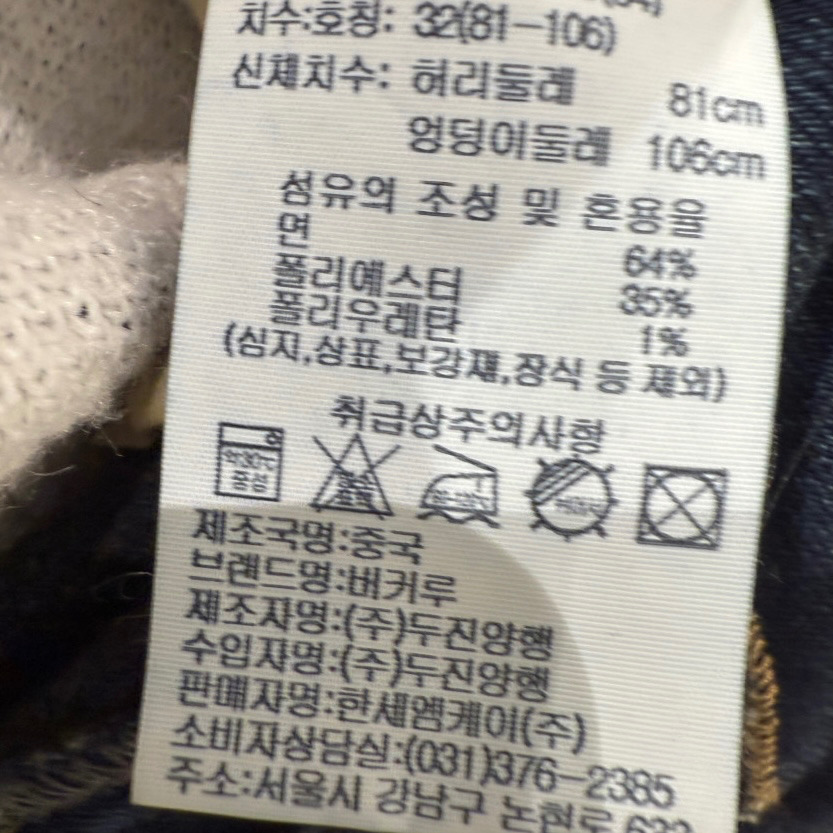 치수:호칭: 32(81-106)
신체치수: 허리둘레 81cm
엉덩이둘레 106cm
섬유의 조성 및 혼용율
면 64%
폴리에스터 35%
폴리우레탄 1%
(심지,상표,보강재,장식 등 제외)
취급상주의사항
약30℃
중성
제조국명:중국
브랜드명:버커루
제조자명:(주)두진양행
수입자명:(주)두진양행
판매자명:한세엠케이(주)
소비자상담실:(031)376-2385
주소:서울시 강남구 논현로 633